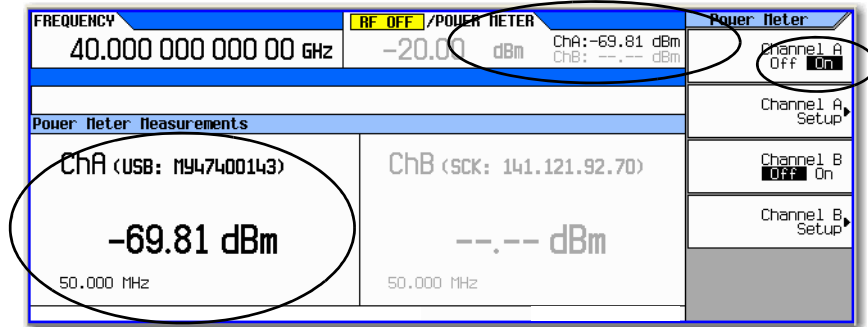 FREQUENCY
40.000 000 000 00 GHz
RF OFF /POWER METER
-20.00 dBm
ChA:-69.81 dBm
ChB: --.-- dBm
Power Meter Measurements
ChA (USB: MY47400143)
-69.81 dBm
50.000 MHz
ChB (SCK: 141.121.92.70)
--.-- dBm
50.000 MHz
Power Meter
Channel A
Off On
Channel A
Setup
Channel B
Off On
Channel B
Setup